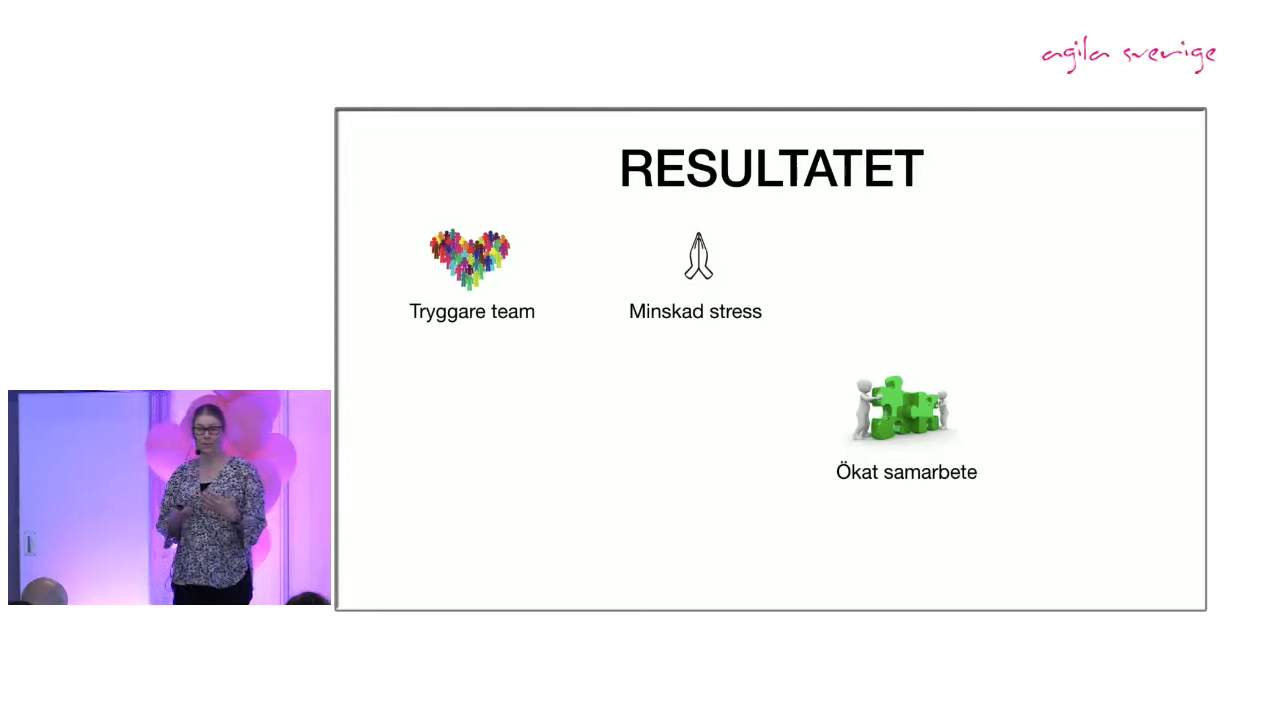 agila sverige
RESULTATET
Tryggare team
Minskad stress
Ökat samarbete